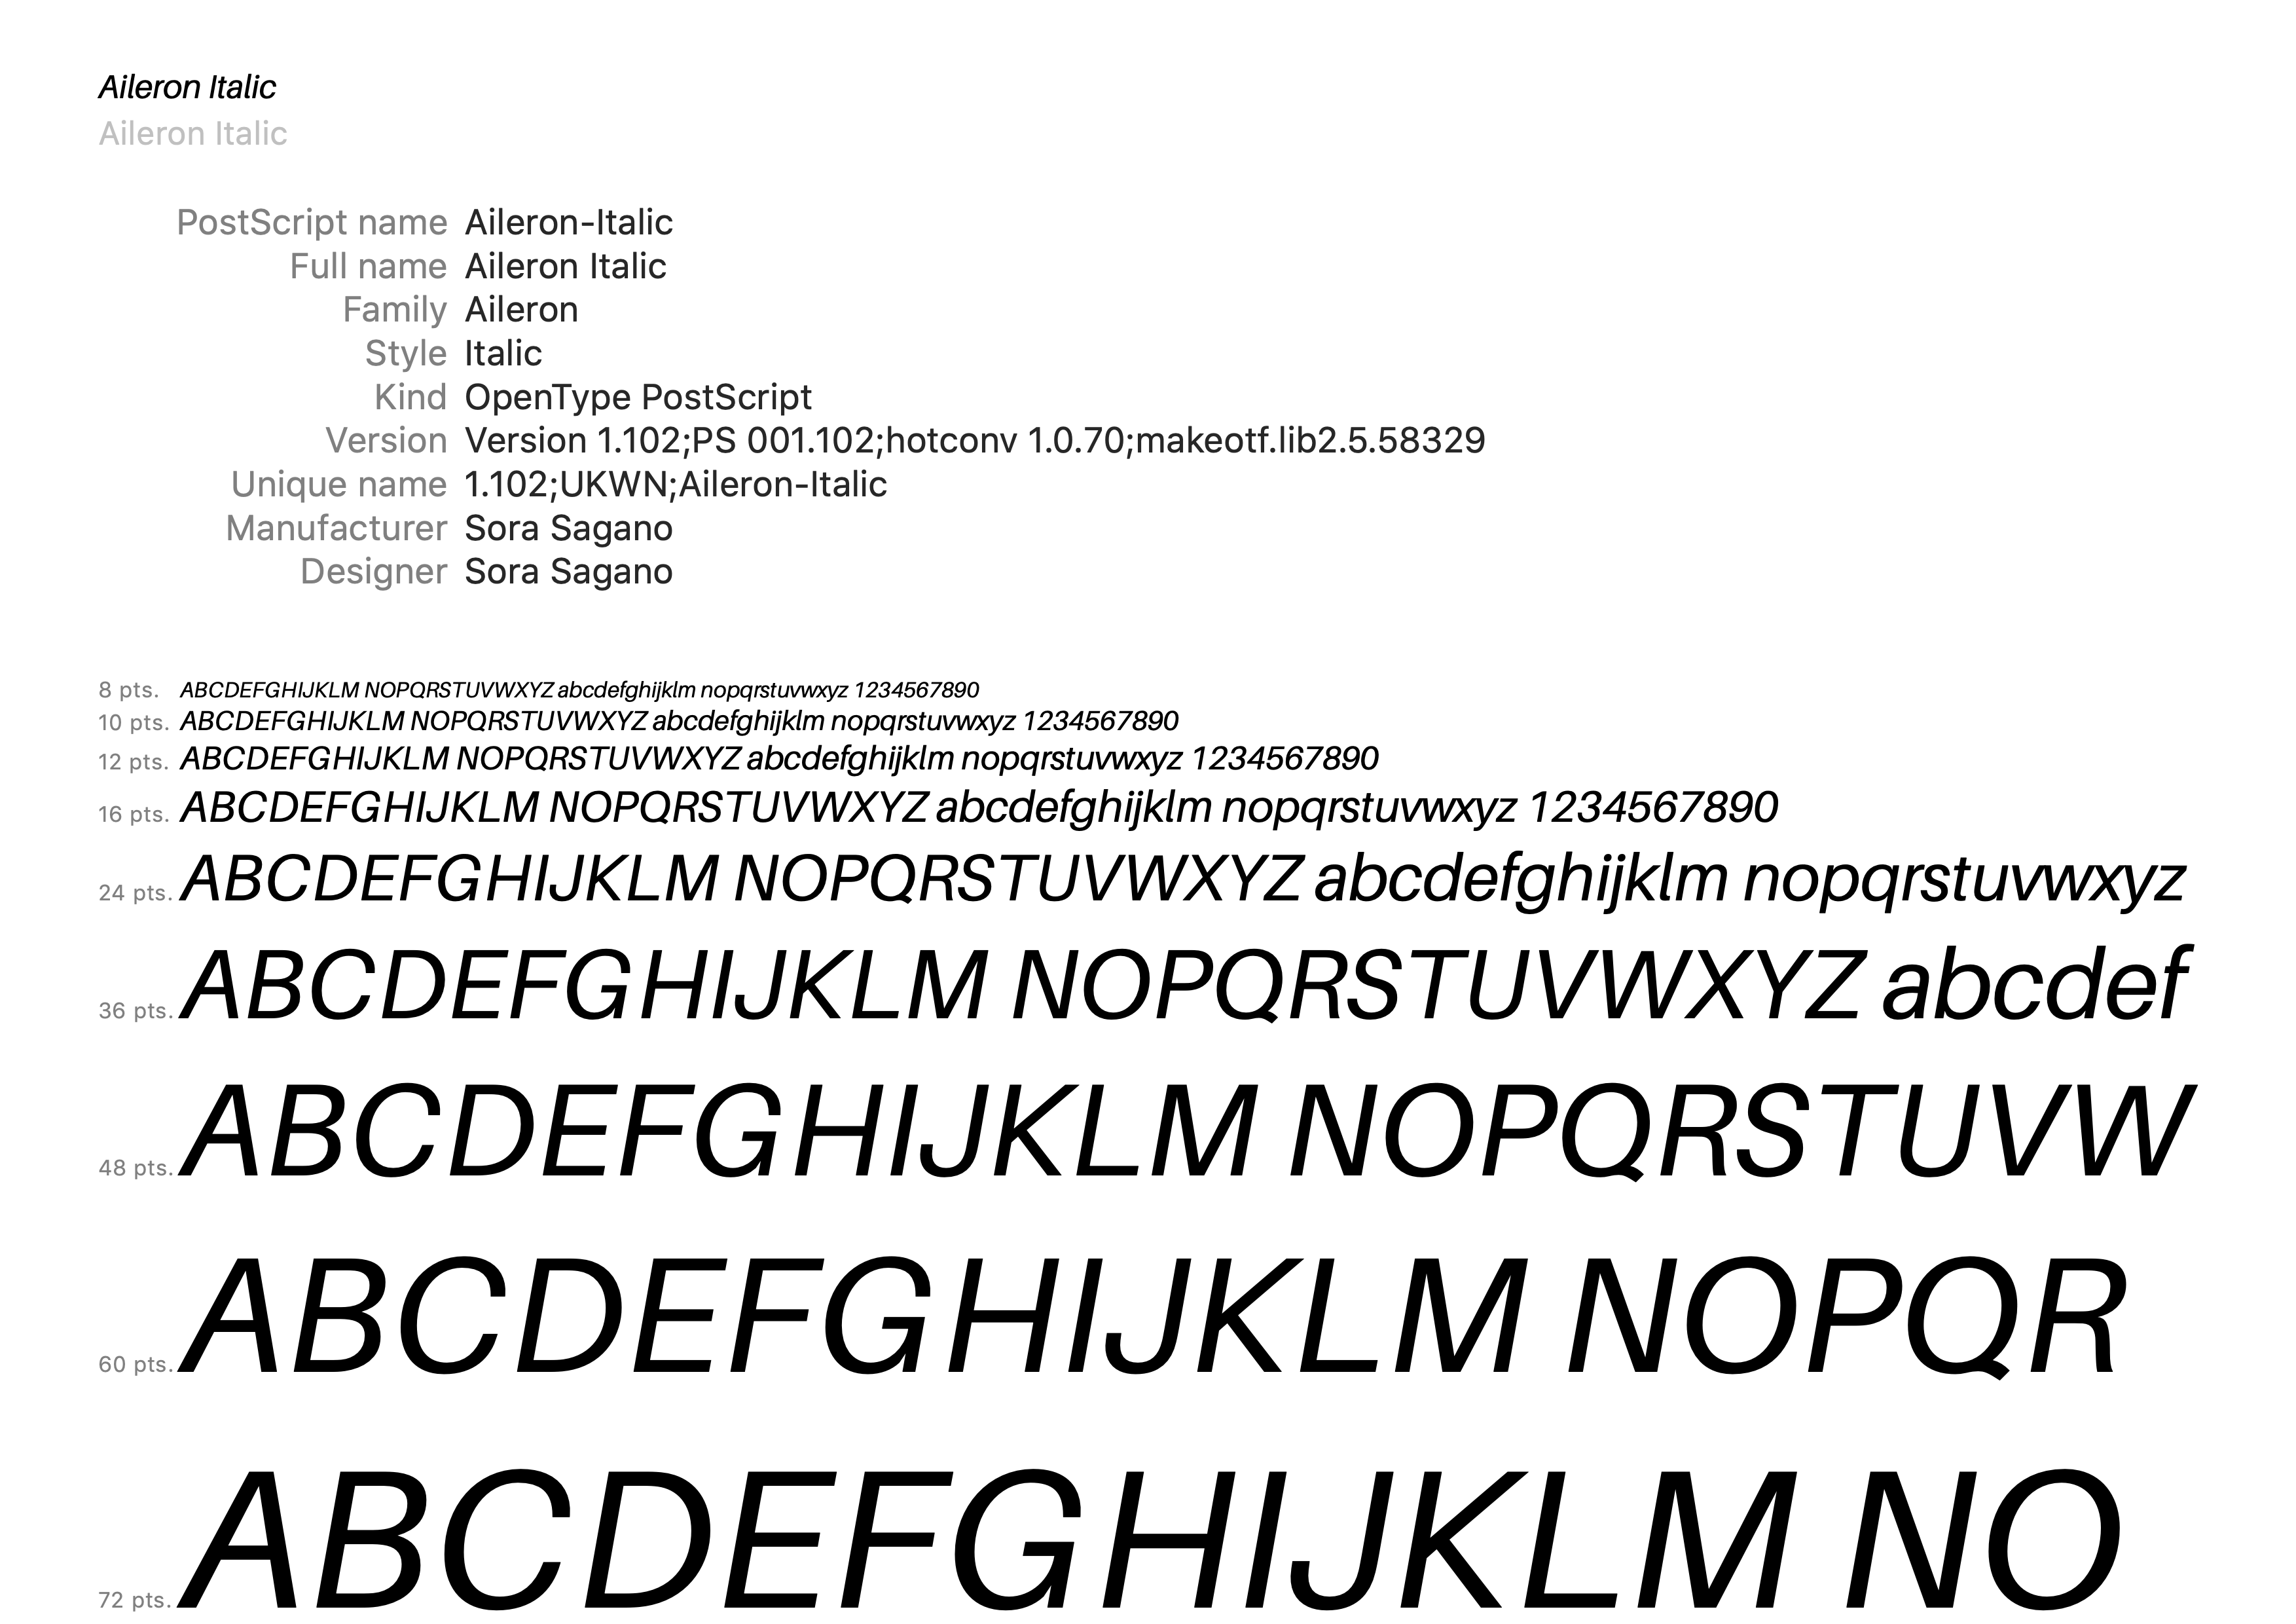 Aileron Italic
Aileron Italic
PostScript name Aileron-Italic
Full name Aileron Italic
Family Aileron
Style Italic
Kind OpenType PostScript
Version Version 1.102;PS 001.102;hotconv 1.0.70;makeotf.lib2.5.58329
Unique name 1.102;UKWN;Aileron-Italic
Manufacturer Sora Sagano
Designer Sora Sagano
8 pts. ABCDEFGHIJKLM NOPQRSTUVWXYZ abcdefghijklm nopqrstuvwxyz 1234567890
10 pts. ABCDEFGHIJKLM NOPQRSTUVWXYZ abcdefghijklm nopqrstuvwxyz 1234567890
12 pts. ABCDEFGHIJKLM NOPQRSTUVWXYZ abcdefghijklm nopqrstuvwxyz 1234567890
16 pts. ABCDEFGHIJKLM NOPQRSTUVWXYZ abcdefghijklm nopqrstuvwxyz 1234567890
24 pts. ABCDEFGHIJKLM NOPQRSTUVWXYZ abcdefghijklm nopqrstuvwxyz
36 pts. ABCDEFGHIJKLM NOPQRSTUVWXYZ abcdef
48 pts. ABCDEFGHIJKLM NOPQRSTUVW
60 pts. ABCDEFGHIJKLM NOPQR
72 pts. ABCDEFGHIJKLM NO